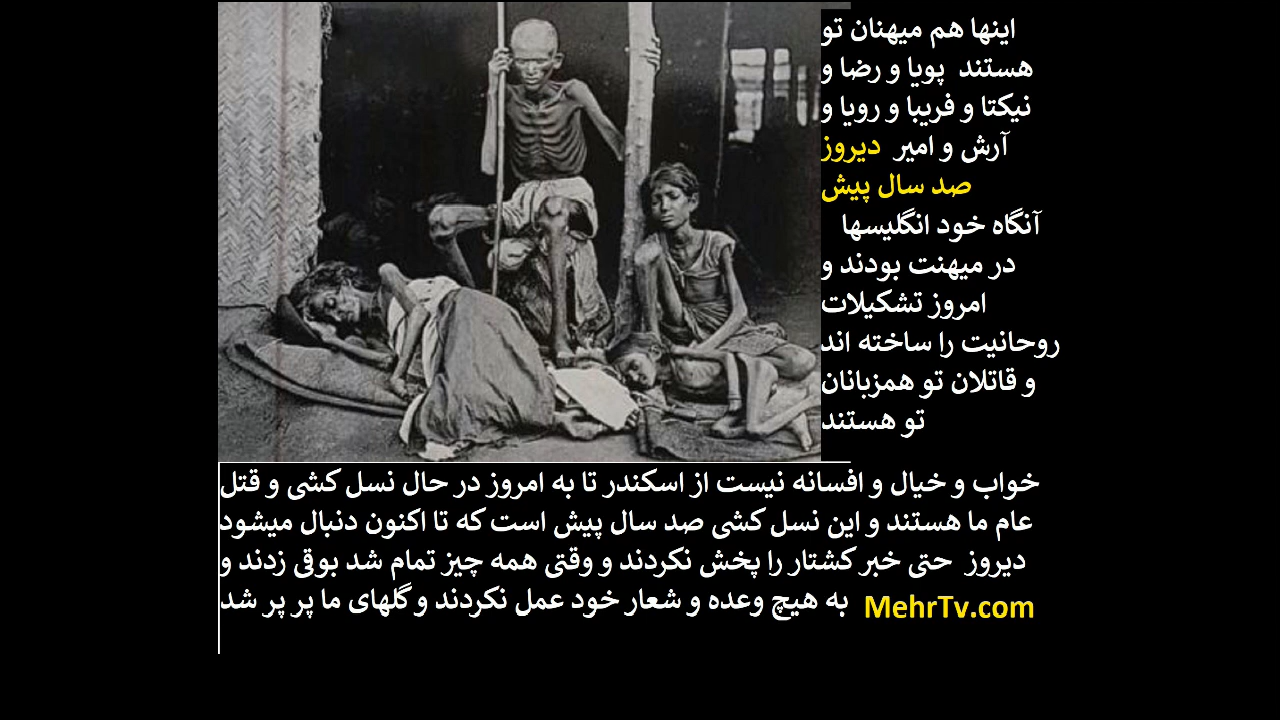 اینها هم میهنان تو
هستند پویا و رضا و
نیکتا و فریبا و رویا و
آرش و امیر دیروز
صد سال پیش
آنگاه خود انگلیسها
در میهنت بودند و
امروز تشکیلات
روحانیت را ساخته اند
و قاتلان تو همزبانان
تو هستند
خواب و خیال و افسانه نیست از اسکندر تا به امروز در حال نسل کشی و قتل
عام ما هستند و این نسل کشی صد سال پیش است که تا اکنون دنبال میشود
دیروز حتی خبر کشتار را پخش نکردند و وقتی همه چیز تمام شد بوقی زدند و
به هیچ وعده و شعار خود عمل نکردند و گلهای ما پر پر شد MehrTv.com